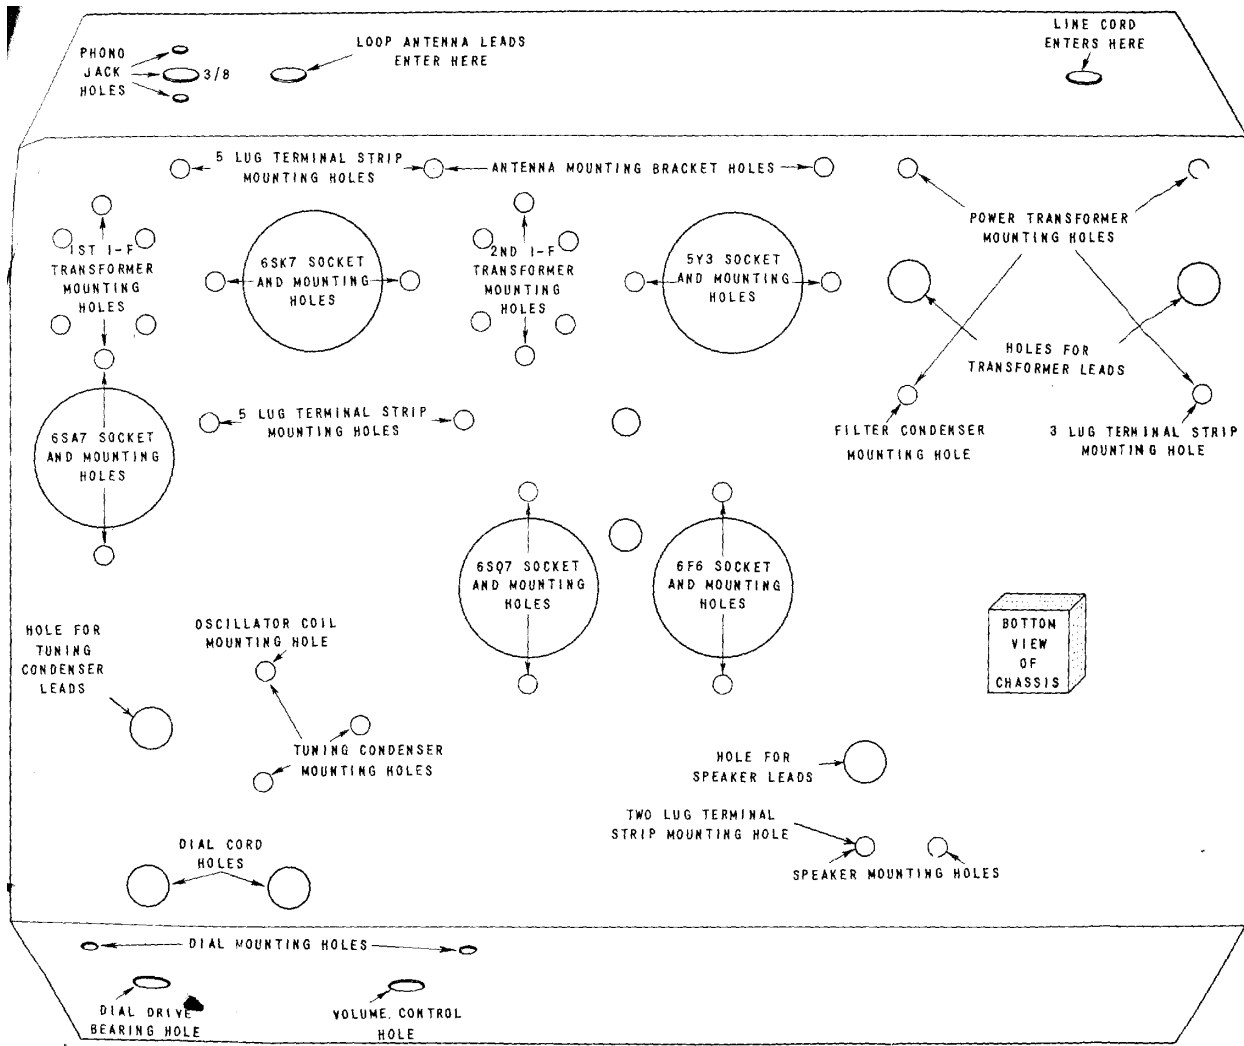 PHONO
JACK
HOLES
3/8
LOOP ANTENNA LEADS
ENTER HERE
LINE CORD
ENTERS HERE
5 LUG TERMINAL STRIP
MOUNTING HOLES
ANTENNA MOUNTING BRACKET HOLES
POWER TRANSFORMER
MOUNTING HOLES
1ST I-F
TRANSFORMER
MOUNTING
HOLES
6SK7 SOCKET
AND MOUNTING
HOLES
2ND I-F
TRANSFORMER
MOUNTING
HOLES
5Y3 SOCKET
AND MOUNTING
HOLES
HOLES FOR
TRANSFORMER LEADS
6SA7 SOCKET
AND MOUNTING
HOLES
5 LUG TERMINAL STRIP
MOUNTING HOLES
FILTER CONDENSER
MOUNTING HOLE
3 LUG TERMINAL STRIP
MOUNTING HOLE
6SQ7 SOCKET
AND MOUNTING
HOLES
6F6 SOCKET
AND MOUNTING
HOLES
HOLE FOR
TUNING
CONDENSER
LEADS
OSCILLATOR COIL
MOUNTING HOLE
BOTTOM
VIEW
OF
CHASSIS
TUNING CONDENSER
MOUNTING HOLES
HOLE FOR
SPEAKER LEADS
TWO LUG TERMINAL
STRIP MOUNTING HOLE
SPEAKER MOUNTING HOLES
DIAL CORD
HOLES
DIAL MOUNTING HOLES
DIAL DRIVE
BEARING HOLE
VOLUME. CONTROL
HOLE